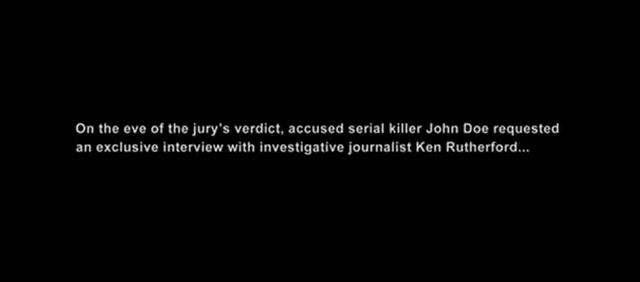 On the eve of the jury's verdict, accused serial killer John Doe requested
an exclusive interview with investigative journalist Ken Rutherford...